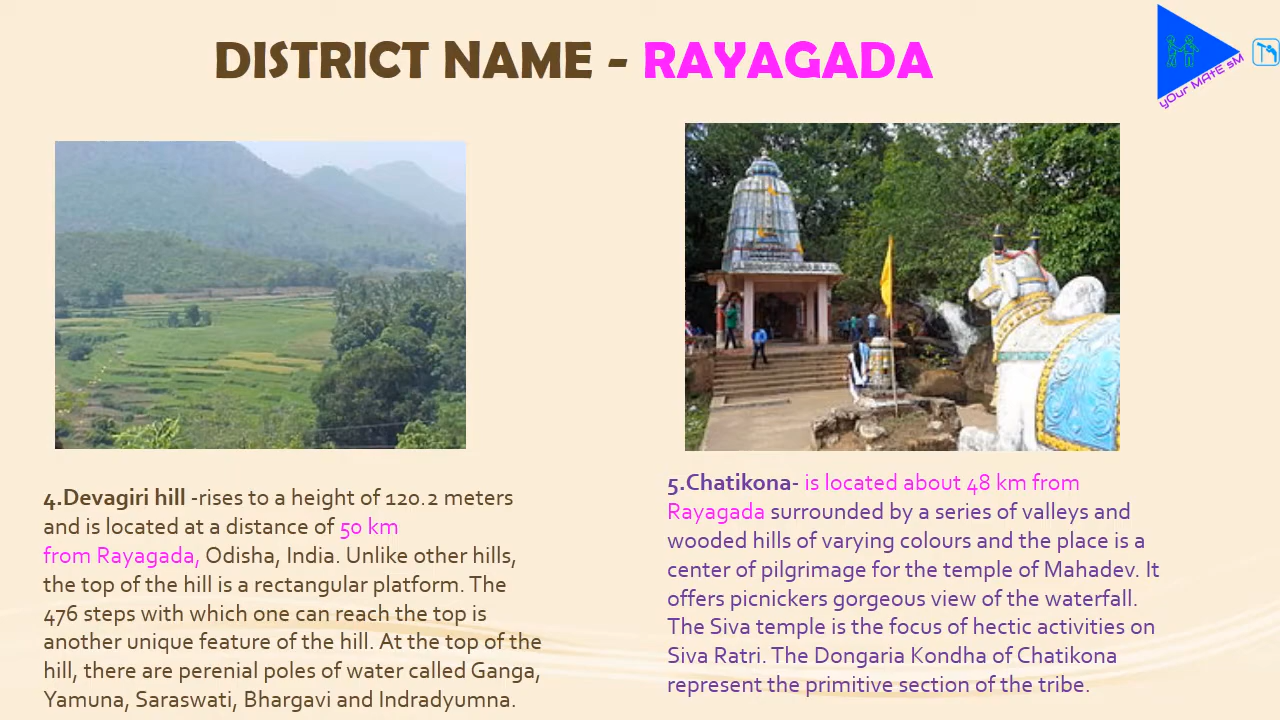 DISTRICT NAME - RAYAGADA
yOur MAtE sM
4.Devagiri hill -rises to a height of 120.2 meters
and is located at a distance of 50 km
from Rayagada, Odisha, India. Unlike other hills,
the top of the hill is a rectangular platform. The
476 steps with which one can reach the top is
another unique feature of the hill. At the top of the
hill, there are perenial poles of water called Ganga,
Yamuna, Saraswati, Bhargavi and Indradyumna.
5.Chatikona- is located about 48 km from
Rayagada surrounded by a series of valleys and
wooded hills of varying colours and the place is a
center of pilgrimage for the temple of Mahadev. It
offers picnickers gorgeous view of the waterfall.
The Siva temple is the focus of hectic activities on
Siva Ratri. The Dongaria Kondha of Chatikona
represent the primitive section of the tribe.